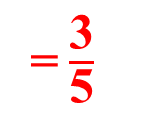 = 3/5